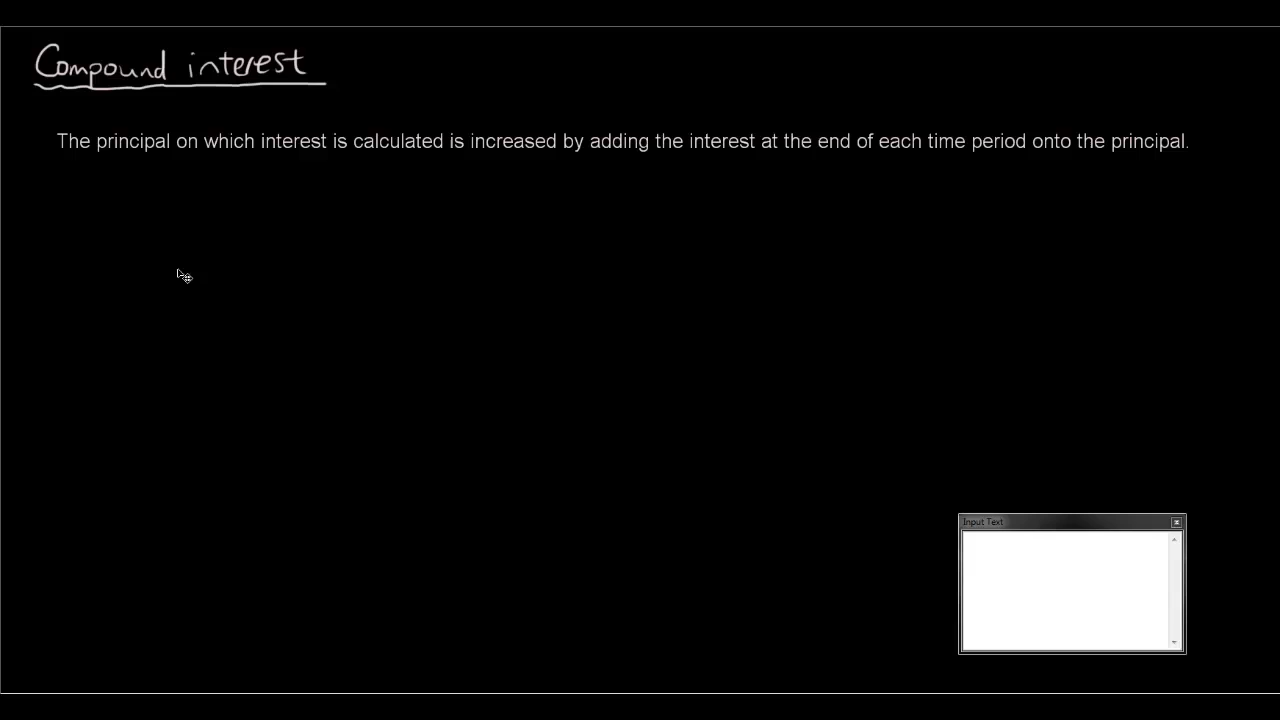 Compound interest
The principal on which interest is calculated is increased by adding the interest at the end of each time period onto the principal.
Input Text